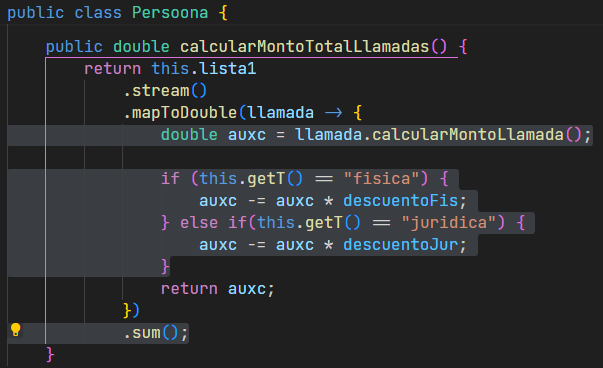 public class Persoona {
public double calcularMontoTotalLlamadas() {
return this.lista1
.stream()
.mapToDouble(llamada -> {
double auxc = llamada.calcularMontoLlamada();
if (this.getT() == "fisica") {
auxc -= auxc * descuentoFis;
} else if(this.getT() == "juridica") {
auxc -= auxc * descuentoJur;
}
return auxc;
})
.sum();
}